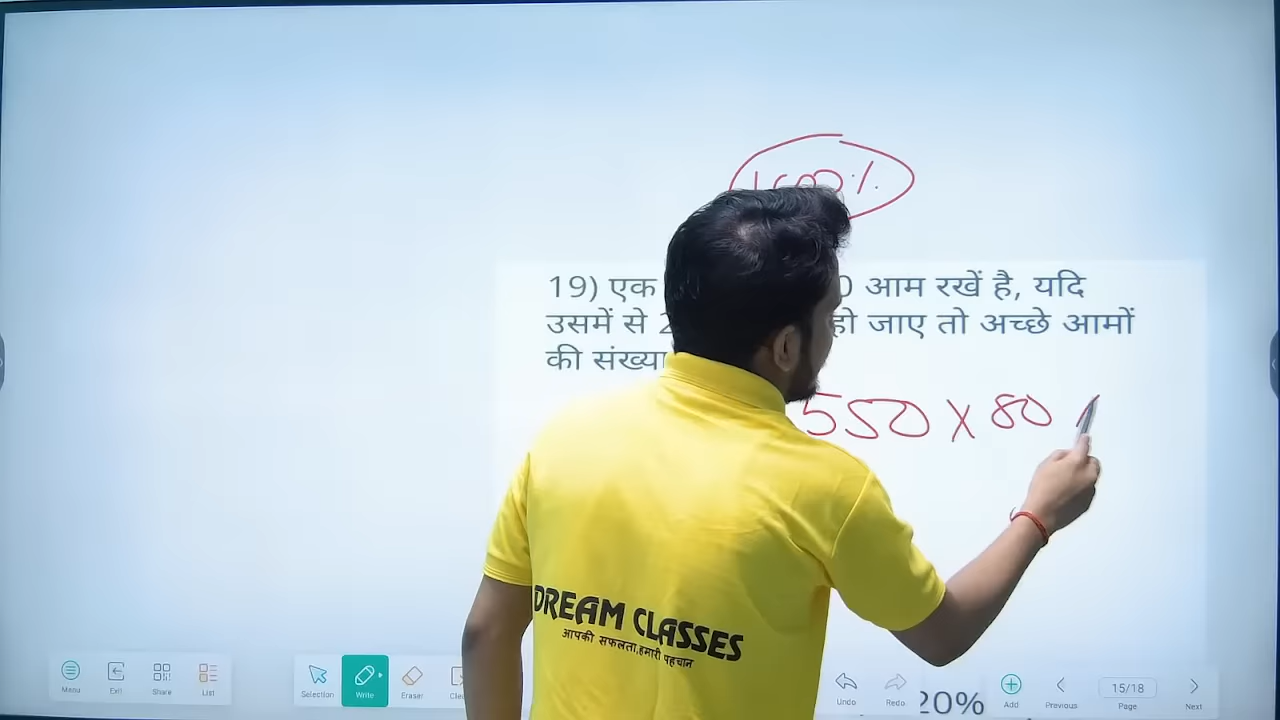 19) एक 0 आम रखें है, यदि
उसमें से 2 हो जाए तो अच्छे आमों
की संख्या
550 x 80
DREAM CLASSES
आपकी सफलता,हमारी पहचान
20%
Menu Exit Share List Selection Write Eraser Undo Redo Add Previous 15/18 Page Next